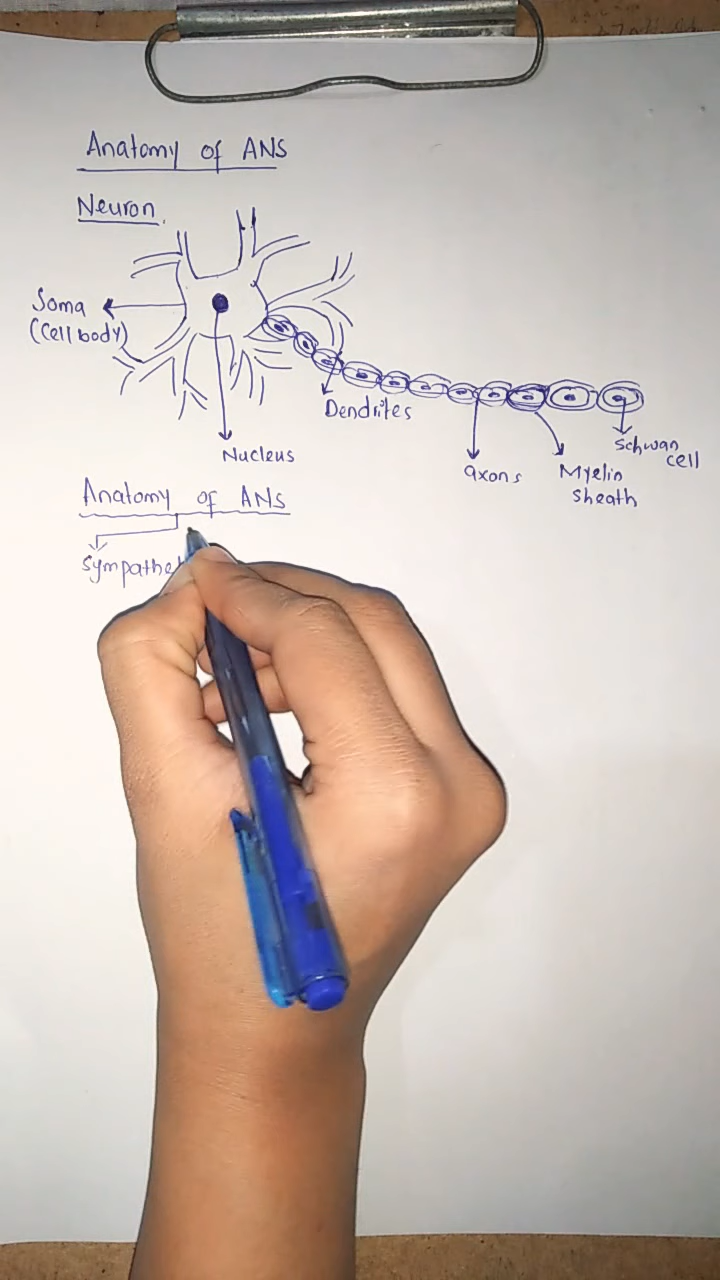 Anatomy of ANS
Neuron.
Soma
(Cell body)
Dendrites
Nucleus
axons
Myelin
sheath
Schwan
cell
Anatomy of ANS